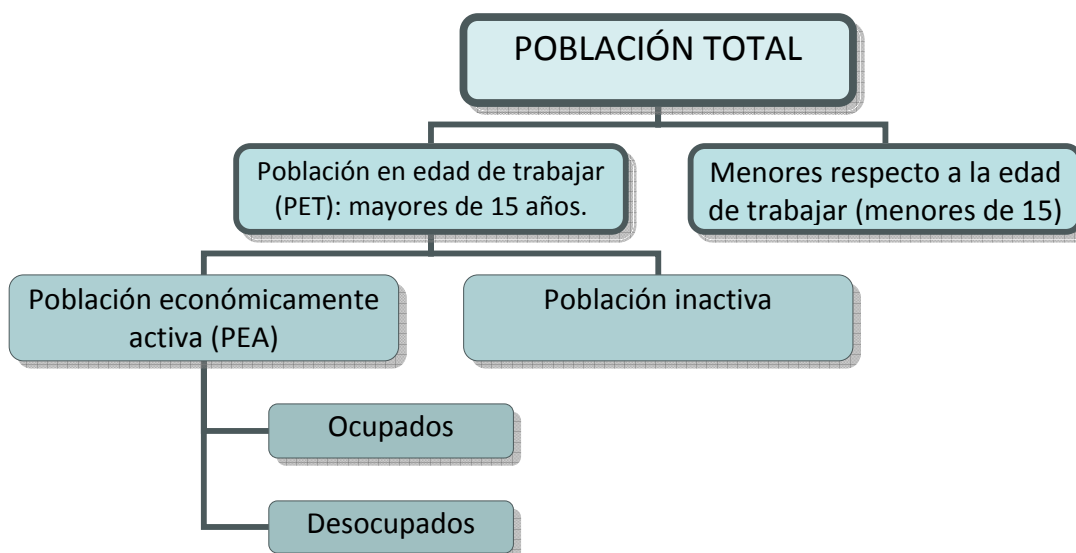 POBLACIÓN TOTAL
Población en edad de trabajar
(PET): mayores de 15 años.
Menores respecto a la edad
de trabajar (menores de 15)
Población económicamente
activa (PEA)
Población inactiva
Ocupados
Desocupados